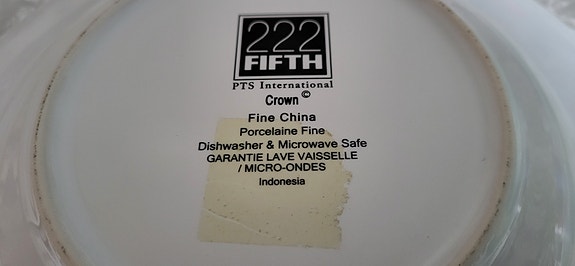 222
FIFTH
PTS International
Crown ©
Fine China
Porcelaine Fine
Dishwasher & Microwave Safe
GARANTIE LAVE VAISSELLE
/ MICRO-ONDES
Indonesia